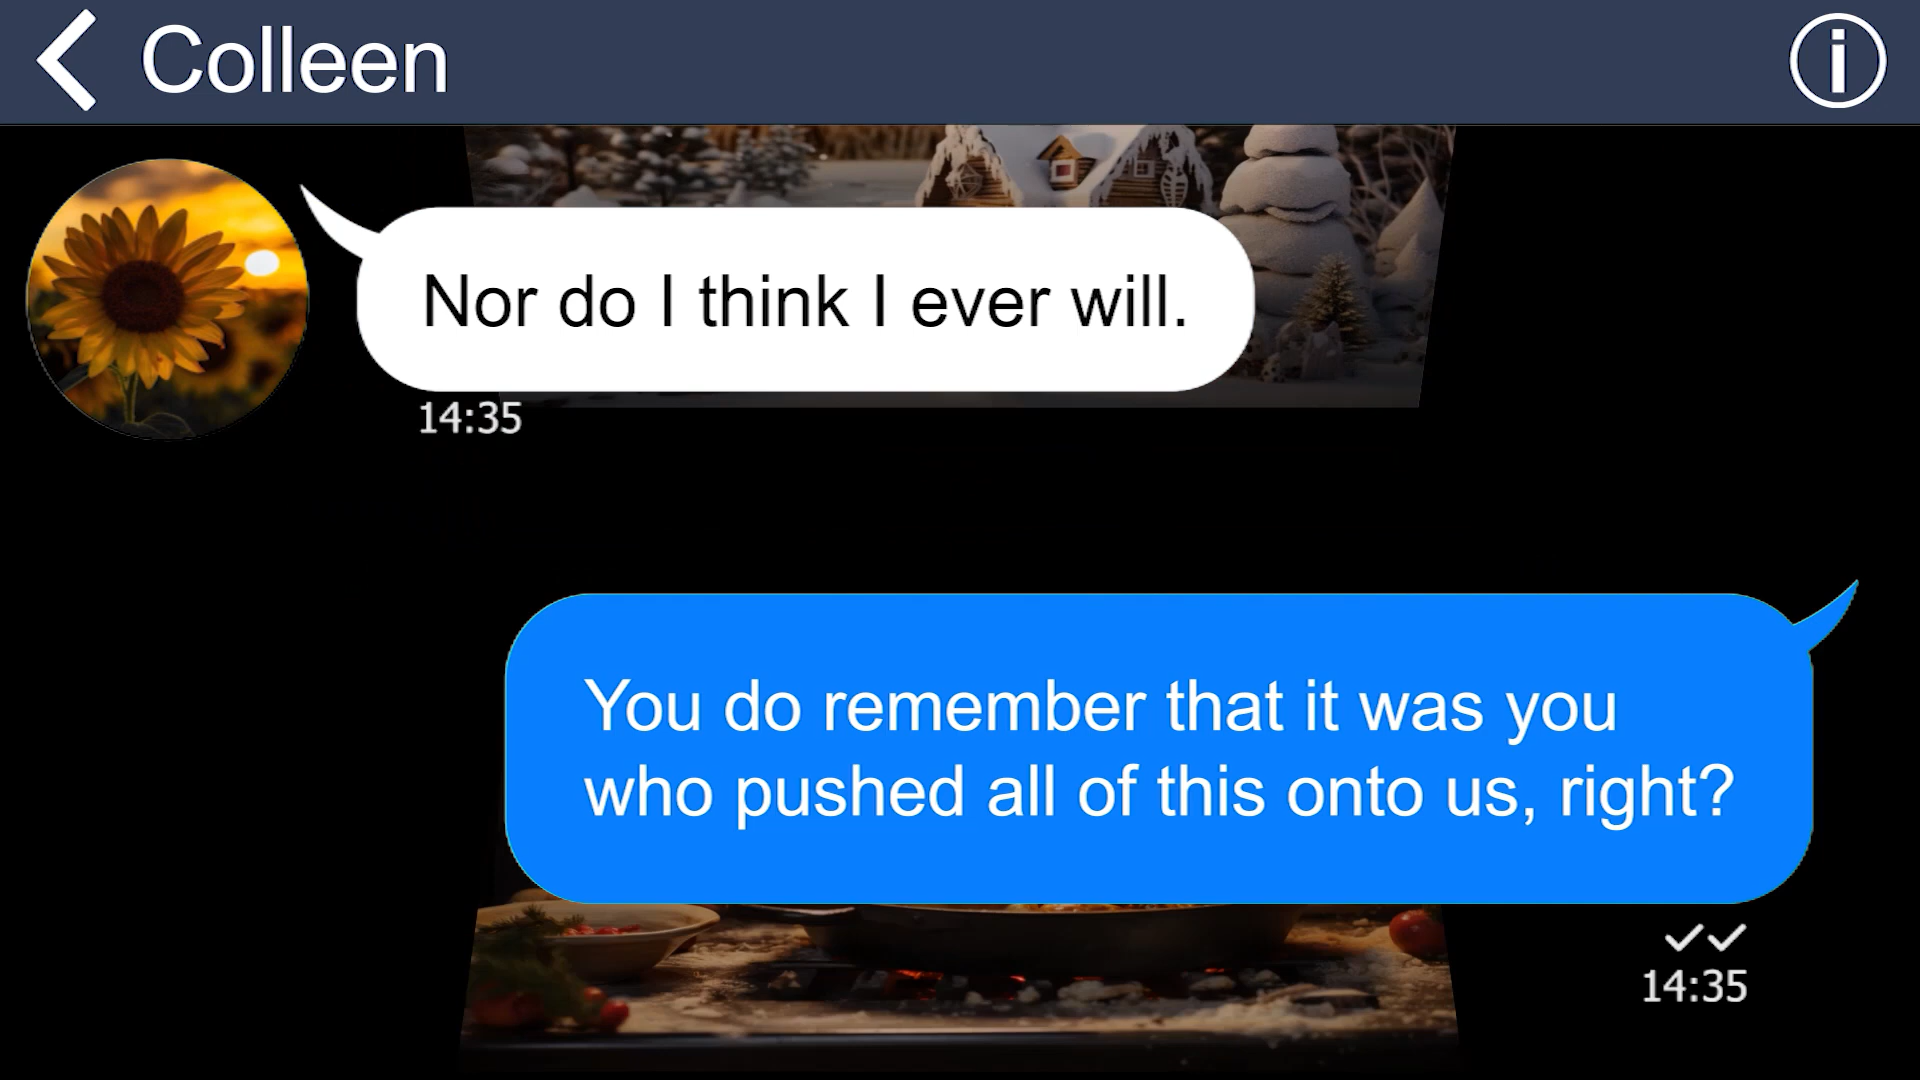 Colleen
Nor do I think I ever will.
14:35
You do remember that it was you
who pushed all of this onto us, right?
14:35